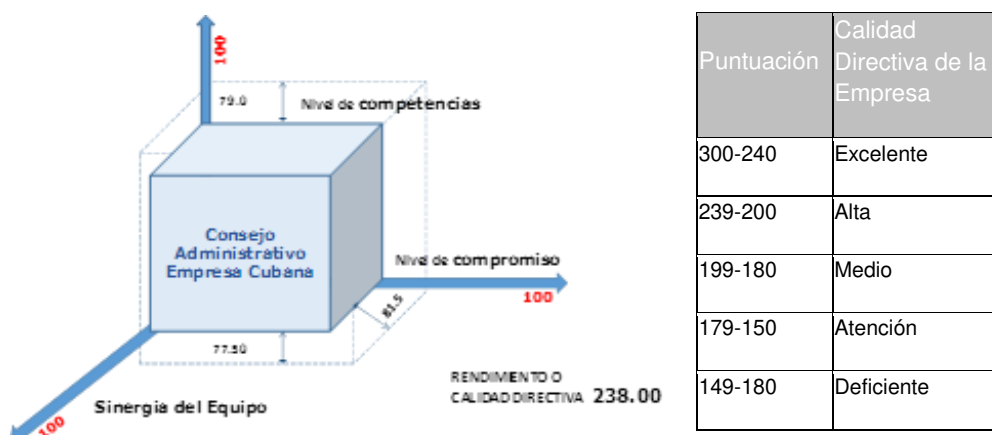 100
79.0
Nivel de competencias
Consejo
Administrativo
Empresa Cubana
Nivel de compromiso
100
81.5
77.50
Sinergia del Equipo
100
RENDIMIENTO O
CALIDAD DIRECTIVA 238.00
Puntuación
Calidad
Directiva de la
Empresa
300-240 Excelente
239-200 Alta
199-180 Medio
179-150 Atención
149-180 Deficiente